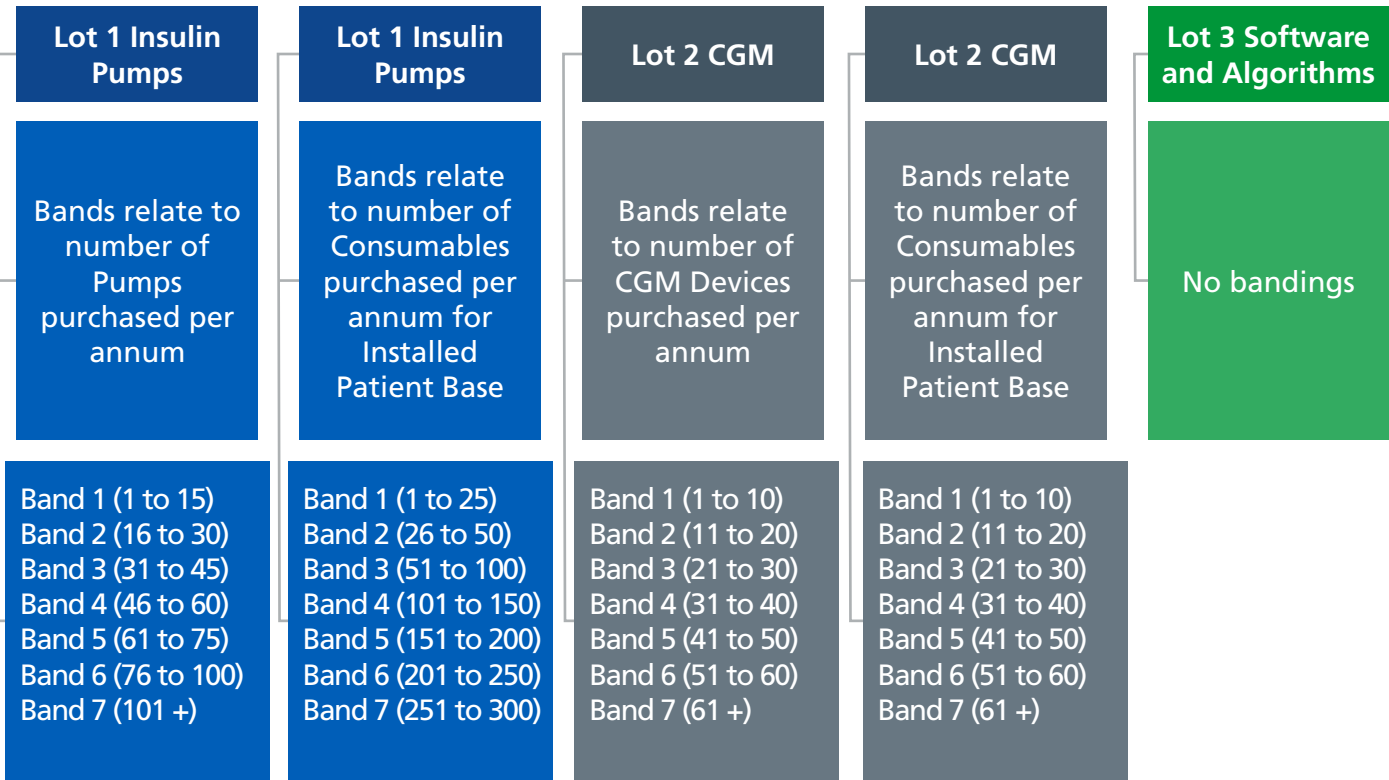 Lot 1 Insulin
Pumps
Bands relate to
number of
Pumps
purchased per
annum
Band 1 (1 to 15)
Band 2 (16 to 30)
Band 3 (31 to 45)
Band 4 (46 to 60)
Band 5 (61 to 75)
Band 6 (76 to 100)
Band 7 (101 +)
Lot 1 Insulin
Pumps
Bands relate
to number of
Consumables
purchased per
annum for
Installed
Patient Base
Band 1 (1 to 25)
Band 2 (26 to 50)
Band 3 (51 to 100)
Band 4 (101 to 150)
Band 5 (151 to 200)
Band 6 (201 to 250)
Band 7 (251 to 300)
Lot 2 CGM
Bands relate
to number of
CGM Devices
purchased per
annum
Band 1 (1 to 10)
Band 2 (11 to 20)
Band 3 (21 to 30)
Band 4 (31 to 40)
Band 5 (41 to 50)
Band 6 (51 to 60)
Band 7 (61 +)
Lot 2 CGM
Bands relate
to number of
Consumables
purchased per
annum for
Installed
Patient Base
Band 1 (1 to 10)
Band 2 (11 to 20)
Band 3 (21 to 30)
Band 4 (31 to 40)
Band 5 (41 to 50)
Band 6 (51 to 60)
Band 7 (61 +)
Lot 3 Software
and Algorithms
No bandings